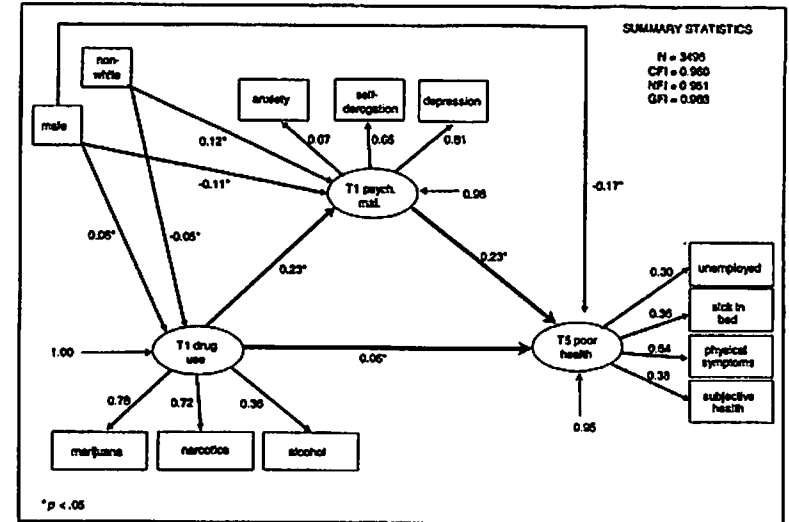 SUMMARY STATISTICS
N = 3496
CFI = 0.960
NFI = 0.951
GFI = 0.983
non-
white
male
anxiety
self-
derogation
depression
0.12*
0.07
0.81
-0.11*
T1 psych.
mal.
0.98
-0.17*
0.06*
-0.05*
0.23*
0.23*
unemployed
0.30
sick in
bed
0.36
physical
symptoms
0.64
subjective
health
0.38
1.00
T1 drug
use
0.06*
T5 poor
health
0.78
0.72
0.36
0.95
marijuana
narcotics
alcohol
*p < .05